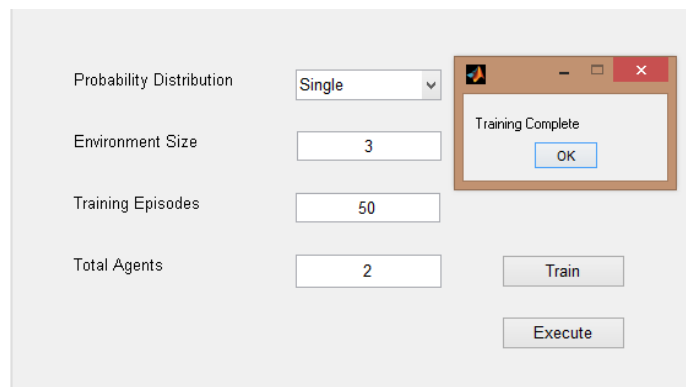 Probability Distribution
Single
Environment Size
3
Training Episodes
50
Total Agents
2
Training Complete
OK
Train
Execute